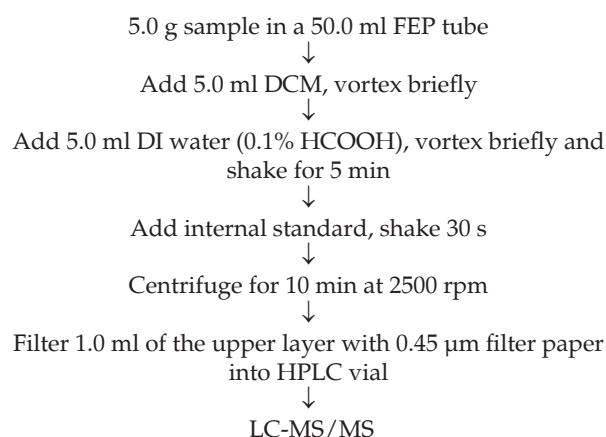 5.0 g sample in a 50.0 ml FEP tube
↓
Add 5.0 ml DCM, vortex briefly
↓
Add 5.0 ml DI water (0.1% HCOOH), vortex briefly and
shake for 5 min
↓
Add internal standard, shake 30 s
↓
Centrifuge for 10 min at 2500 rpm
↓
Filter 1.0 ml of the upper layer with 0.45 μm filter paper
into HPLC vial
↓
LC-MS/MS